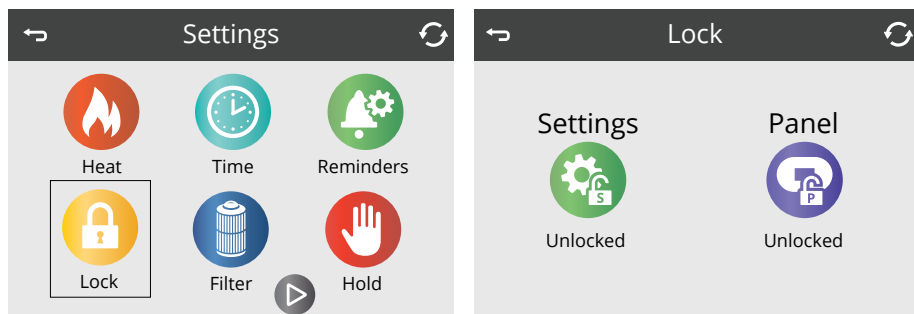 Settings
Heat
Time
Reminders
Lock
Filter
Hold
Lock
Settings
Panel
S
P
Unlocked
Unlocked